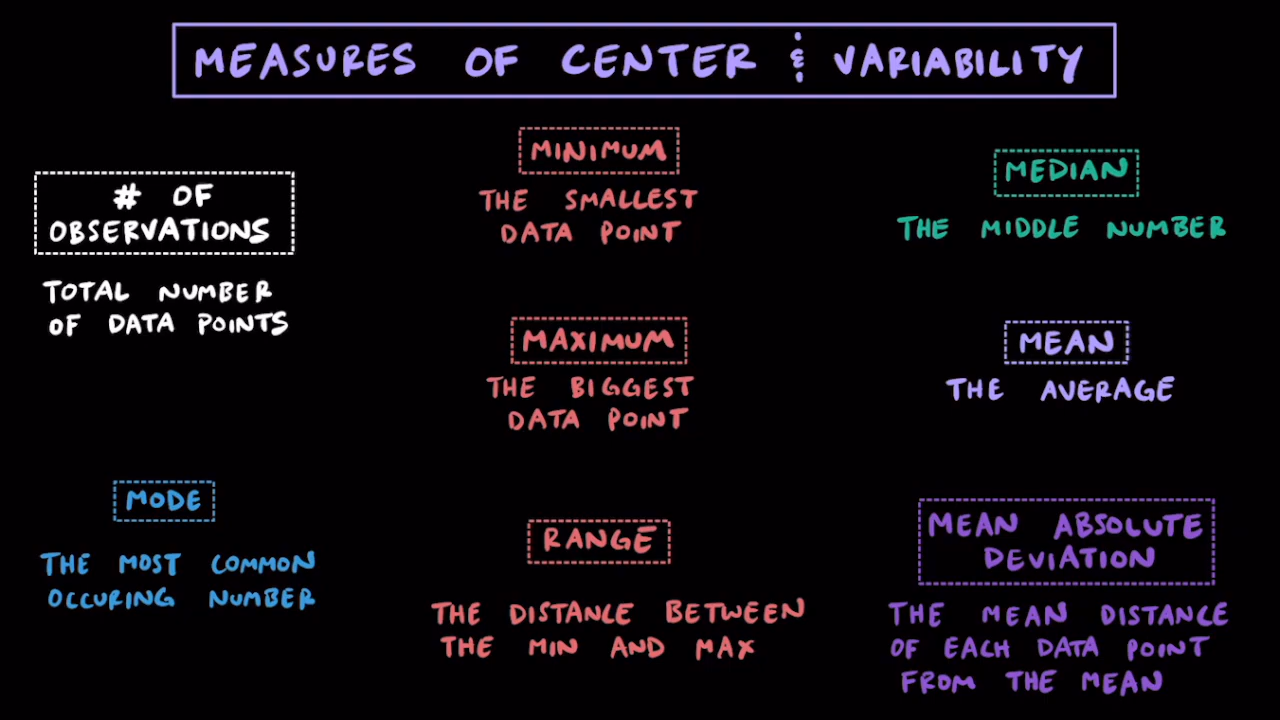 MEASURES OF CENTER & VARIABILITY
# OF
OBSERVATIONS
TOTAL NUMBER
OF DATA POINTS
MODE
THE MOST COMMON
OCCURING NUMBER
MINIMUM
THE SMALLEST
DATA POINT
MAXIMUM
THE BIGGEST
DATA POINT
RANGE
THE DISTANCE BETWEEN
THE MIN AND MAX
MEDIAN
THE MIDDLE NUMBER
MEAN
THE AVERAGE
MEAN ABSOLUTE
DEVIATION
THE MEAN DISTANCE
OF EACH DATA POINT
FROM THE MEAN